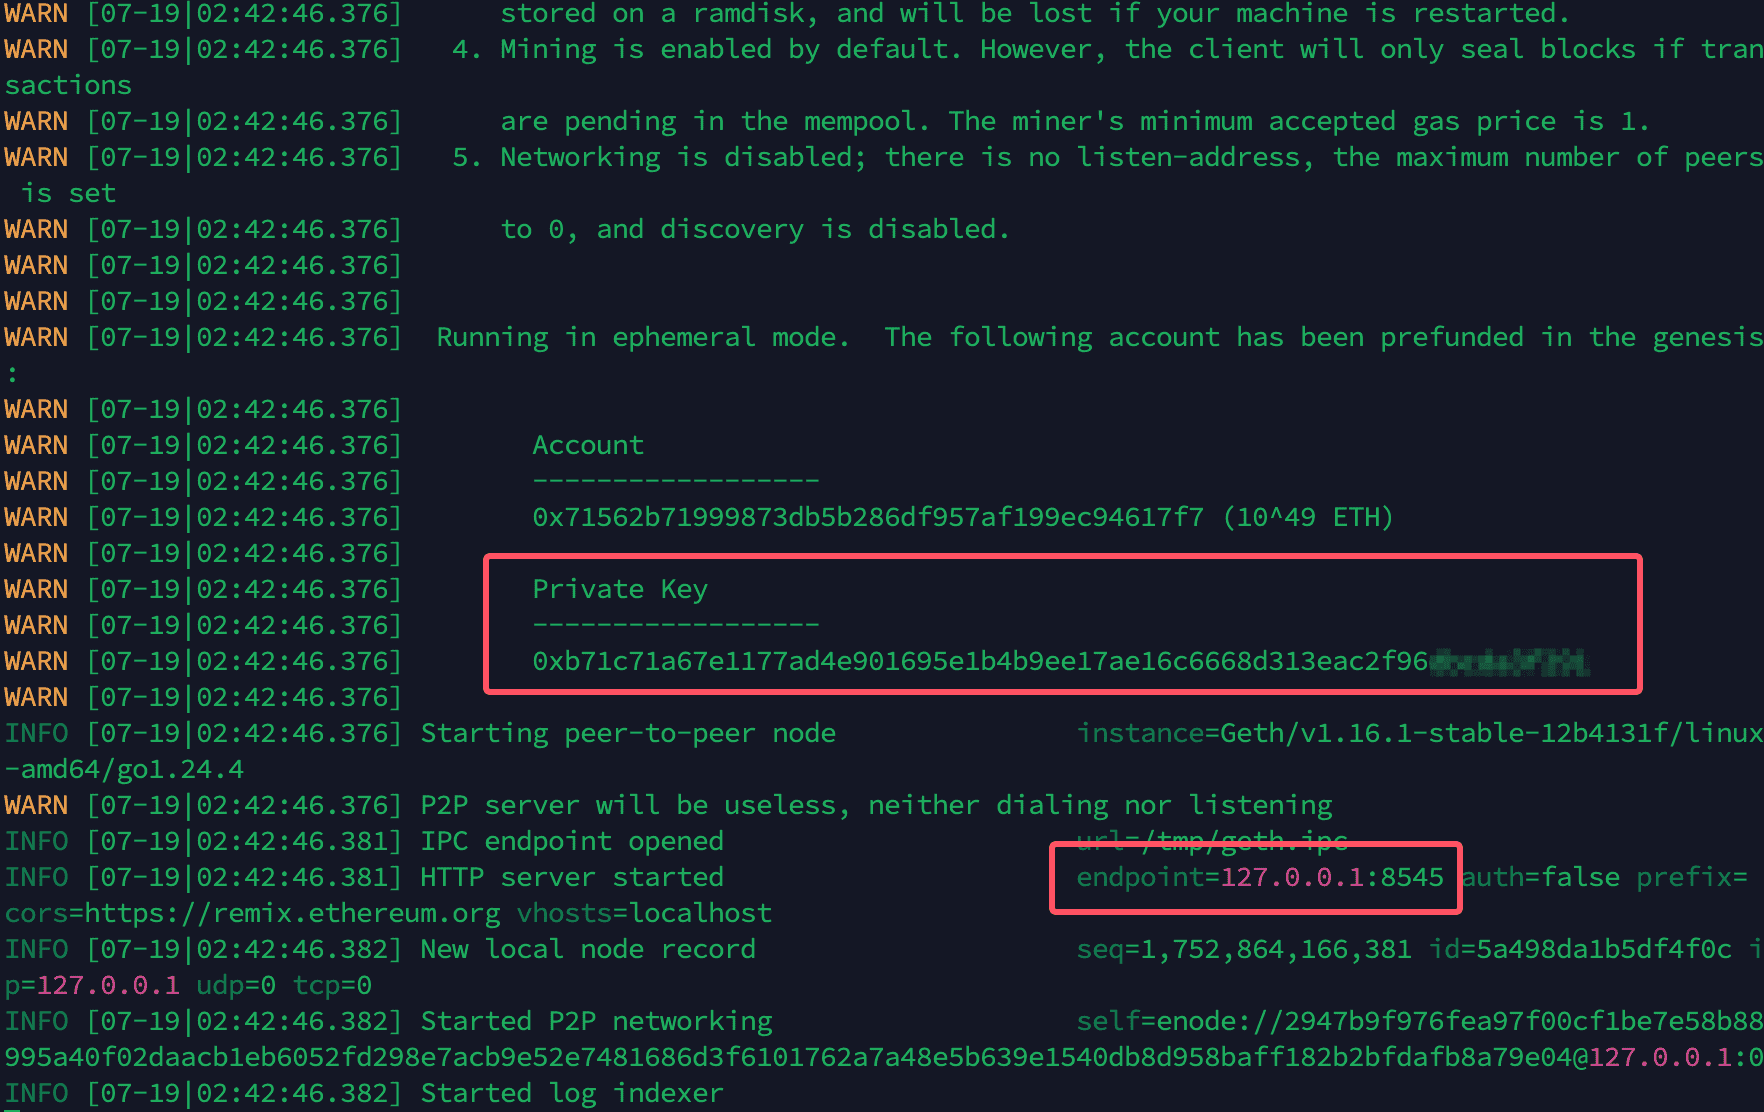 WARN [07-19|02:42:46.376]      stored on a ramdisk, and will be lost if your machine is restarted.
WARN [07-19|02:42:46.376]   4. Mining is enabled by default. However, the client will only seal blocks if tran
sactions
WARN [07-19|02:42:46.376]      are pending in the mempool. The miner's minimum accepted gas price is 1.
WARN [07-19|02:42:46.376]   5. Networking is disabled; there is no listen-address, the maximum number of peers
 is set
WARN [07-19|02:42:46.376]      to 0, and discovery is disabled.
WARN [07-19|02:42:46.376]
WARN [07-19|02:42:46.376]
WARN [07-19|02:42:46.376]  Running in ephemeral mode.  The following account has been prefunded in the genesis
:
WARN [07-19|02:42:46.376]
WARN [07-19|02:42:46.376]        Account
WARN [07-19|02:42:46.376]        ------------------
WARN [07-19|02:42:46.376]        0x71562b71999873db5b286df957af199ec94617f7 (10^49 ETH)
WARN [07-19|02:42:46.376]
WARN [07-19|02:42:46.376]        Private Key
WARN [07-19|02:42:46.376]        ------------------
WARN [07-19|02:42:46.376]        0xb71c71a67e1177ad4e901695e1b4b9ee17ae16c6668d313eac2f96
WARN [07-19|02:42:46.376]
INFO [07-19|02:42:46.376] Starting peer-to-peer node               instance=Geth/v1.16.1-stable-12b4131f/linux
-amd64/go1.24.4
WARN [07-19|02:42:46.376] P2P server will be useless, neither dialing nor listening
INFO [07-19|02:42:46.381] IPC endpoint opened                      url=/tmp/geth.ipc
INFO [07-19|02:42:46.381] HTTP server started                      endpoint=127.0.0.1:8545 auth=false prefix=
cors=https://remix.ethereum.org vhosts=localhost
INFO [07-19|02:42:46.382] New local node record                    seq=1,752,864,166,381 id=5a498da1b5df4f0c i
p=127.0.0.1 udp=0 tcp=0
INFO [07-19|02:42:46.382] Started P2P networking                   self=enode://2947b9f976fea97f00cf1be7e58b88
995a40f02daacb1eb6052fd298e7acb9e52e7481686d3f6101762a7a48e5b639e1540db8d958baff182b2bfdafb8a79e04@127.0.0.1:0
INFO [07-19|02:42:46.382] Started log indexer